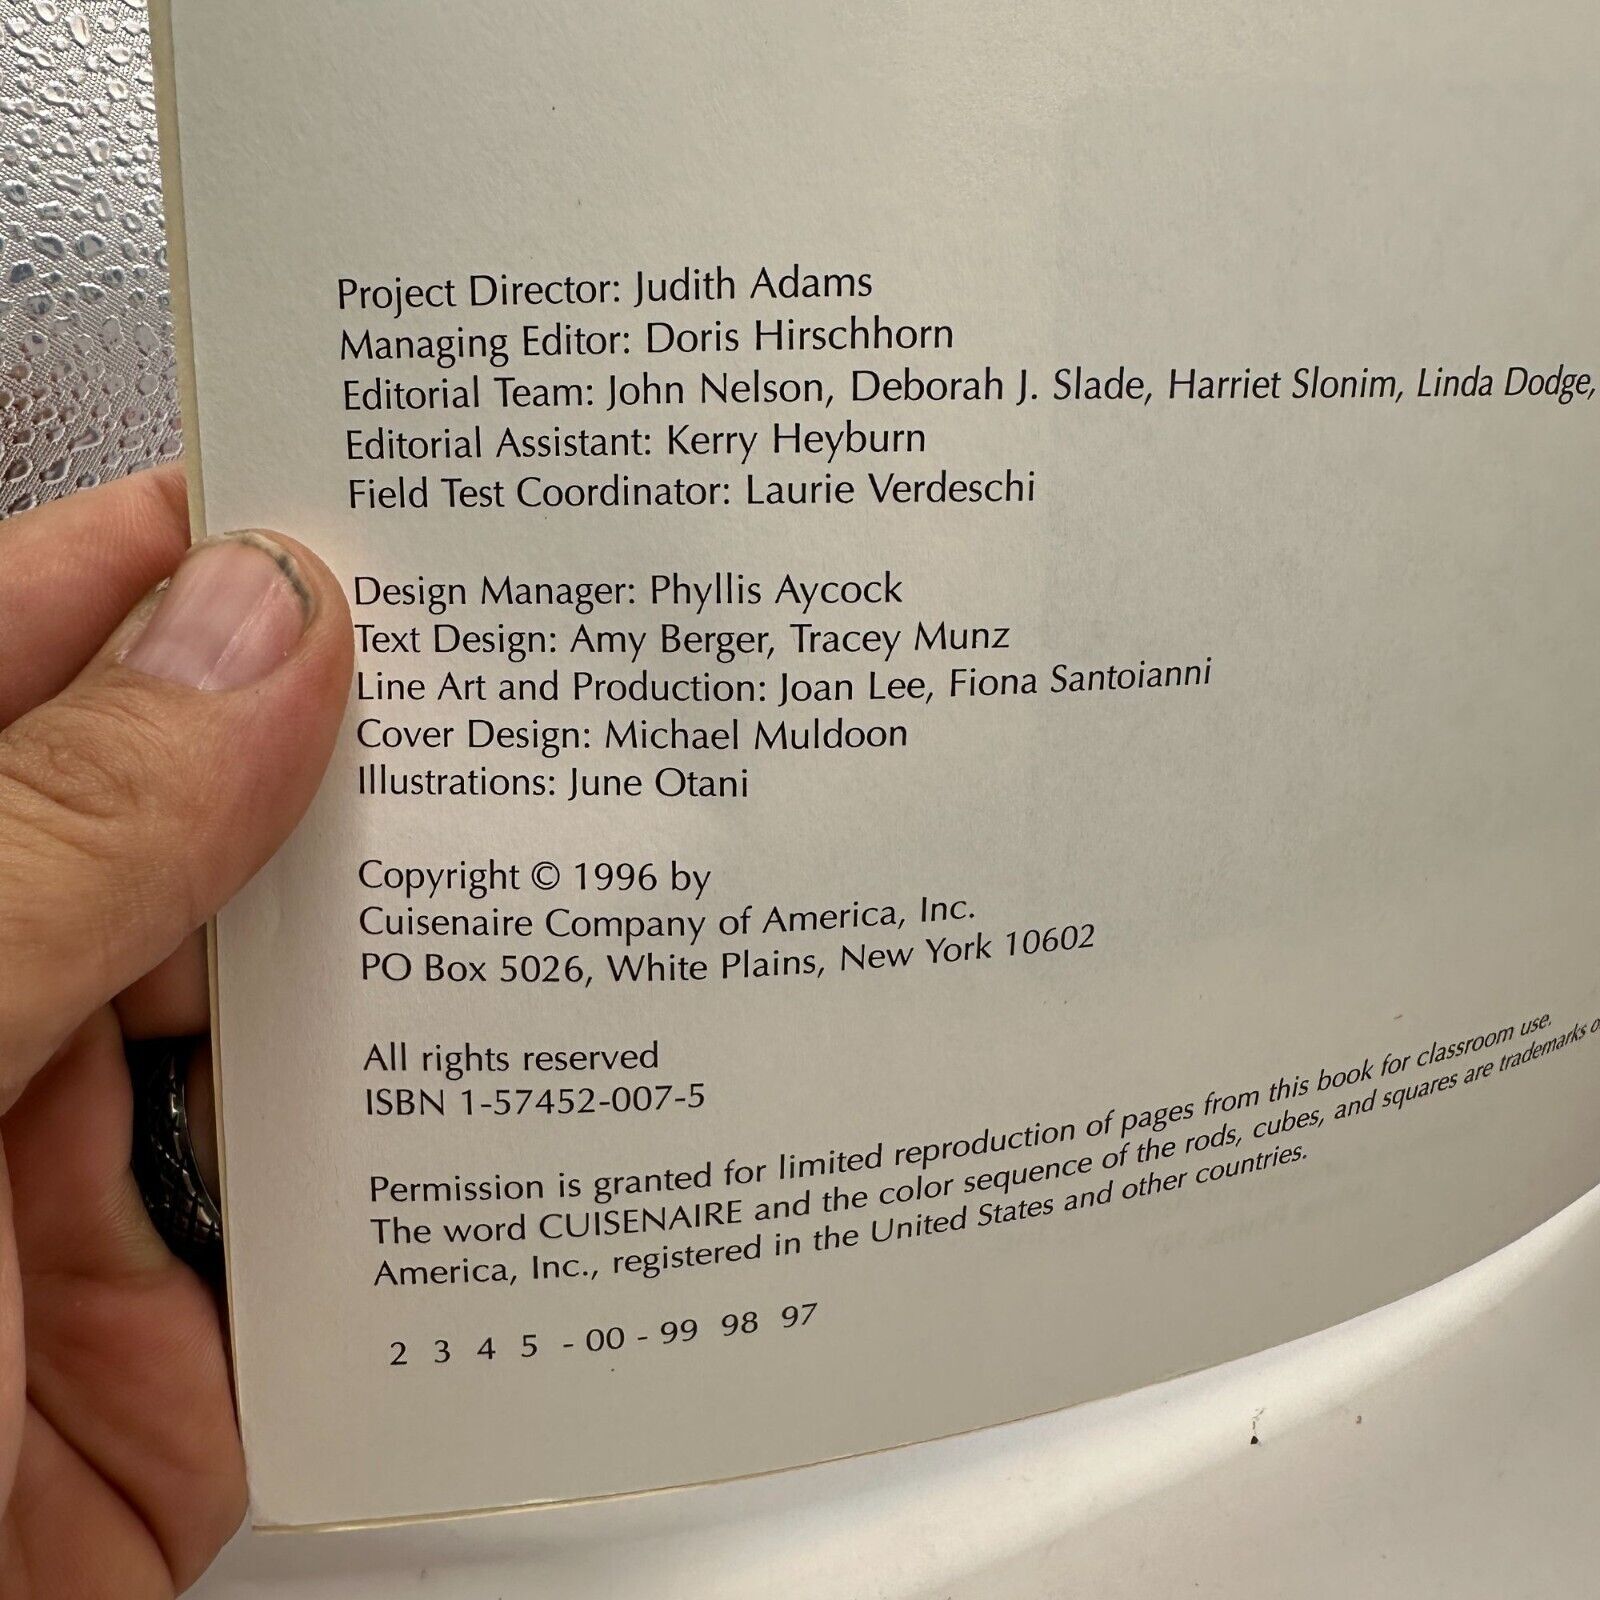 Project Director: Judith Adams
Managing Editor: Doris Hirschhorn
Editorial Team: John Nelson, Deborah J. Slade, Harriet Slonim, Linda Dodge,
Editorial Assistant: Kerry Heyburn
Field Test Coordinator: Laurie Verdeschi
Design Manager: Phyllis Aycock
Text Design: Amy Berger, Tracey Munz
Line Art and Production: Joan Lee, Fiona Santoianni
Cover Design: Michael Muldoon
Illustrations: June Otani
Copyright © 1996 by
Cuisenaire Company of America, Inc.
PO Box 5026, White Plains, New York 10602
All rights reserved
ISBN 1-57452-007-5
Permission is granted for limited reproduction of pages from this book for classroom use.
The word CUISENAIRE and the color sequence of the rods, cubes, and squares are trademarks
America, Inc., registered in the United States and other countries.
2 3 4 5 - 00 - 99 98 97